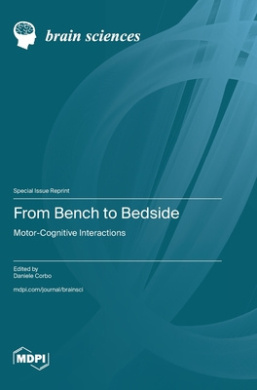 brain sciences
Special Issue Reprint
From Bench to Bedside
Motor-Cognitive Interactions
Edited by
Daniele Corbo
mdpi.com/journal/brainsci
MDPI